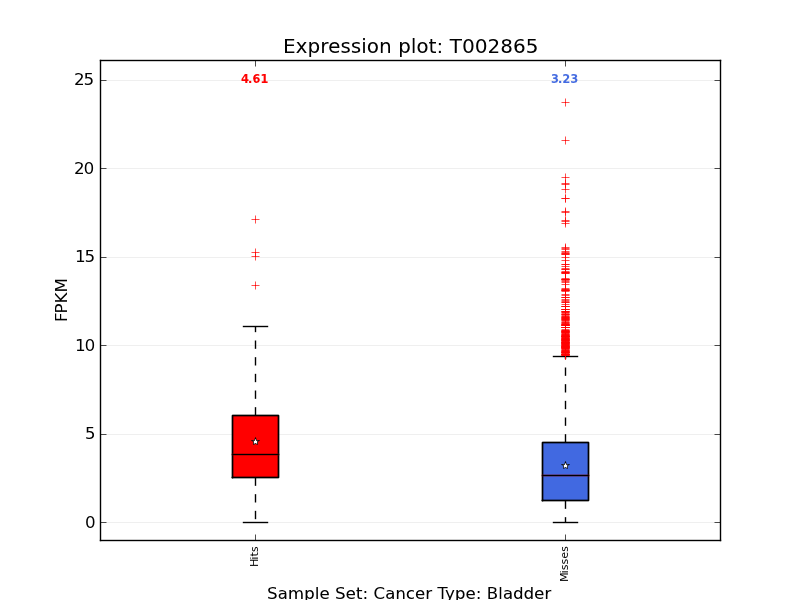 Expression plot: T002865
4.61
3.23
25
20
15
10
5
0
FPKM
Hits
Misses
Sample Set: Cancer Type: Bladder